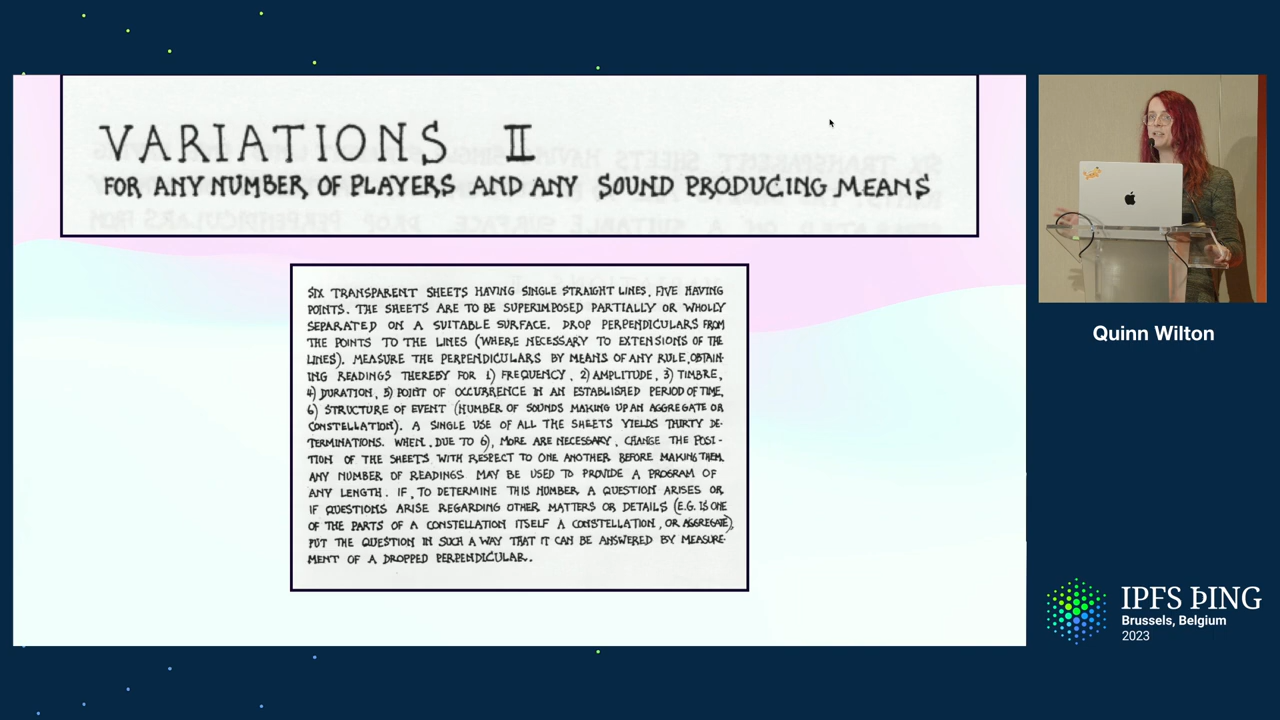 VARIATIONS II
FOR ANY NUMBER OF PLAYERS AND ANY SOUND PRODUCING MEANS
SIX TRANSPARENT SHEETS HAVING SINGLE STRAIGHT LINES, FIVE HAVING
POINTS. THE SHEETS ARE TO BE SUPERIMPOSED PARTIALLY OR WHOLLY
SEPARATED ON A SUITABLE SURFACE. DROP PERPENDICULARS FROM
THE POINTS TO THE LINES (WHERE NECESSARY TO EXTENSIONS OF THE
LINES). MEASURE THE PERPENDICULARS BY MEANS OF ANY RULE, OBTAIN-
ING READINGS THEREBY FOR 1) FREQUENCY, 2) AMPLITUDE, 3) TIMBRE,
4) DURATION, 5) POINT OF OCCURRENCE IN AN ESTABLISHED PERIOD OF TIME,
6) STRUCTURE OF EVENT (NUMBER OF SOUNDS MAKING UP AN AGGREGATE OR
CONSTELLATION). A SINGLE USE OF ALL THE SHEETS YIELDS THIRTY DE-
TERMINATIONS. WHEN, DUE TO 6), MORE ARE NECESSARY, CHANGE THE POSI-
TION OF THE SHEETS WITH RESPECT TO ONE ANOTHER BEFORE MAKING THEM.
ANY NUMBER OF READINGS MAY BE USED TO PROVIDE A PROGRAM OF
ANY LENGTH. IF, TO DETERMINE THIS NUMBER A QUESTION ARISES OR
IF QUESTIONS ARISE REGARDING OTHER MATTERS OR DETAILS (E.G. IS ONE
OF THE PARTS OF A CONSTELLATION ITSELF A CONSTELLATION, OR AGGREGATE),
PUT THE QUESTION IN SUCH A WAY THAT IT CAN BE ANSWERED BY MEASURE-
MENT OF A DROPPED PERPENDICULAR.
Quinn Wilton
IPFS ÞING
Brussels, Belgium
2023